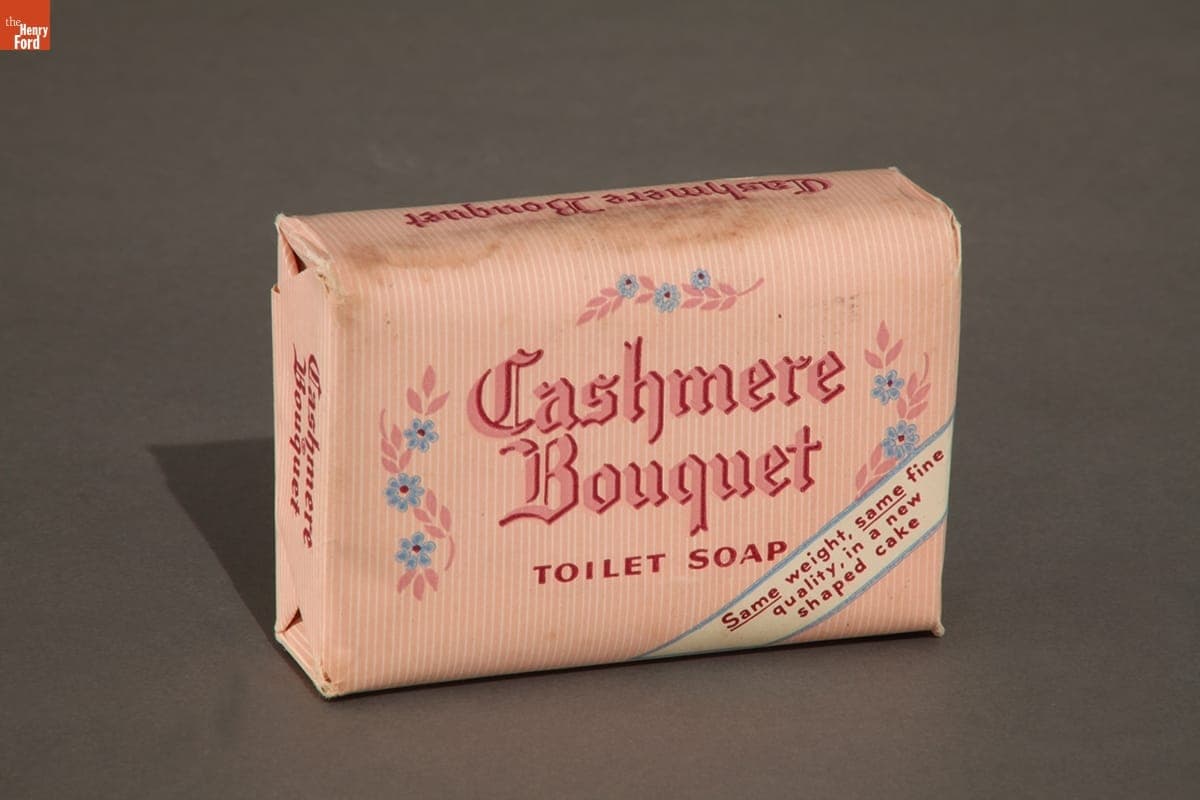 the
Henry
Ford
Cashmere Bouquet
Cashmere
Bouquet
Cashmere
Bouquet
TOILET SOAP
Same weight, same fine
quality, in a new
shaped cake